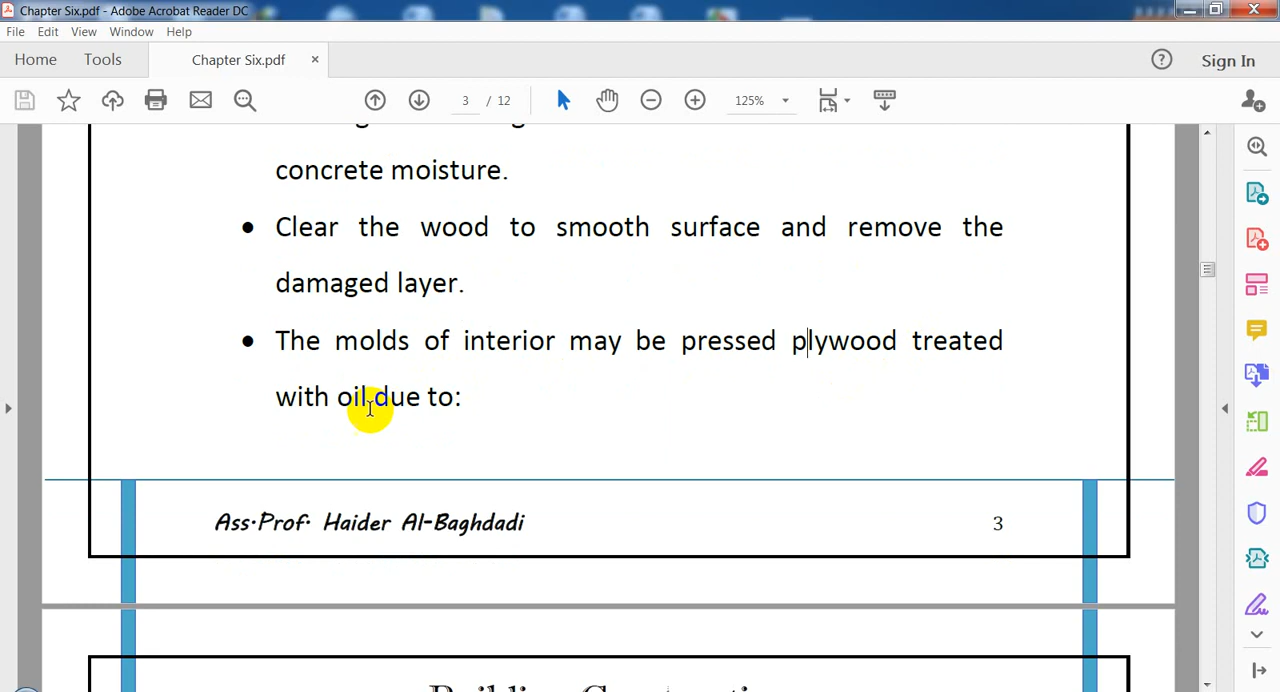 Chapter Six.pdf - Adobe Acrobat Reader DC
File Edit View Window Help
Home Tools Chapter Six.pdf × ? Sign In
3 / 12 125%
concrete moisture.
• Clear the wood to smooth surface and remove the
damaged layer.
• The molds of interior may be pressed plywood treated
with oil due to:
Ass.Prof. Haider Al-Baghdadi 3